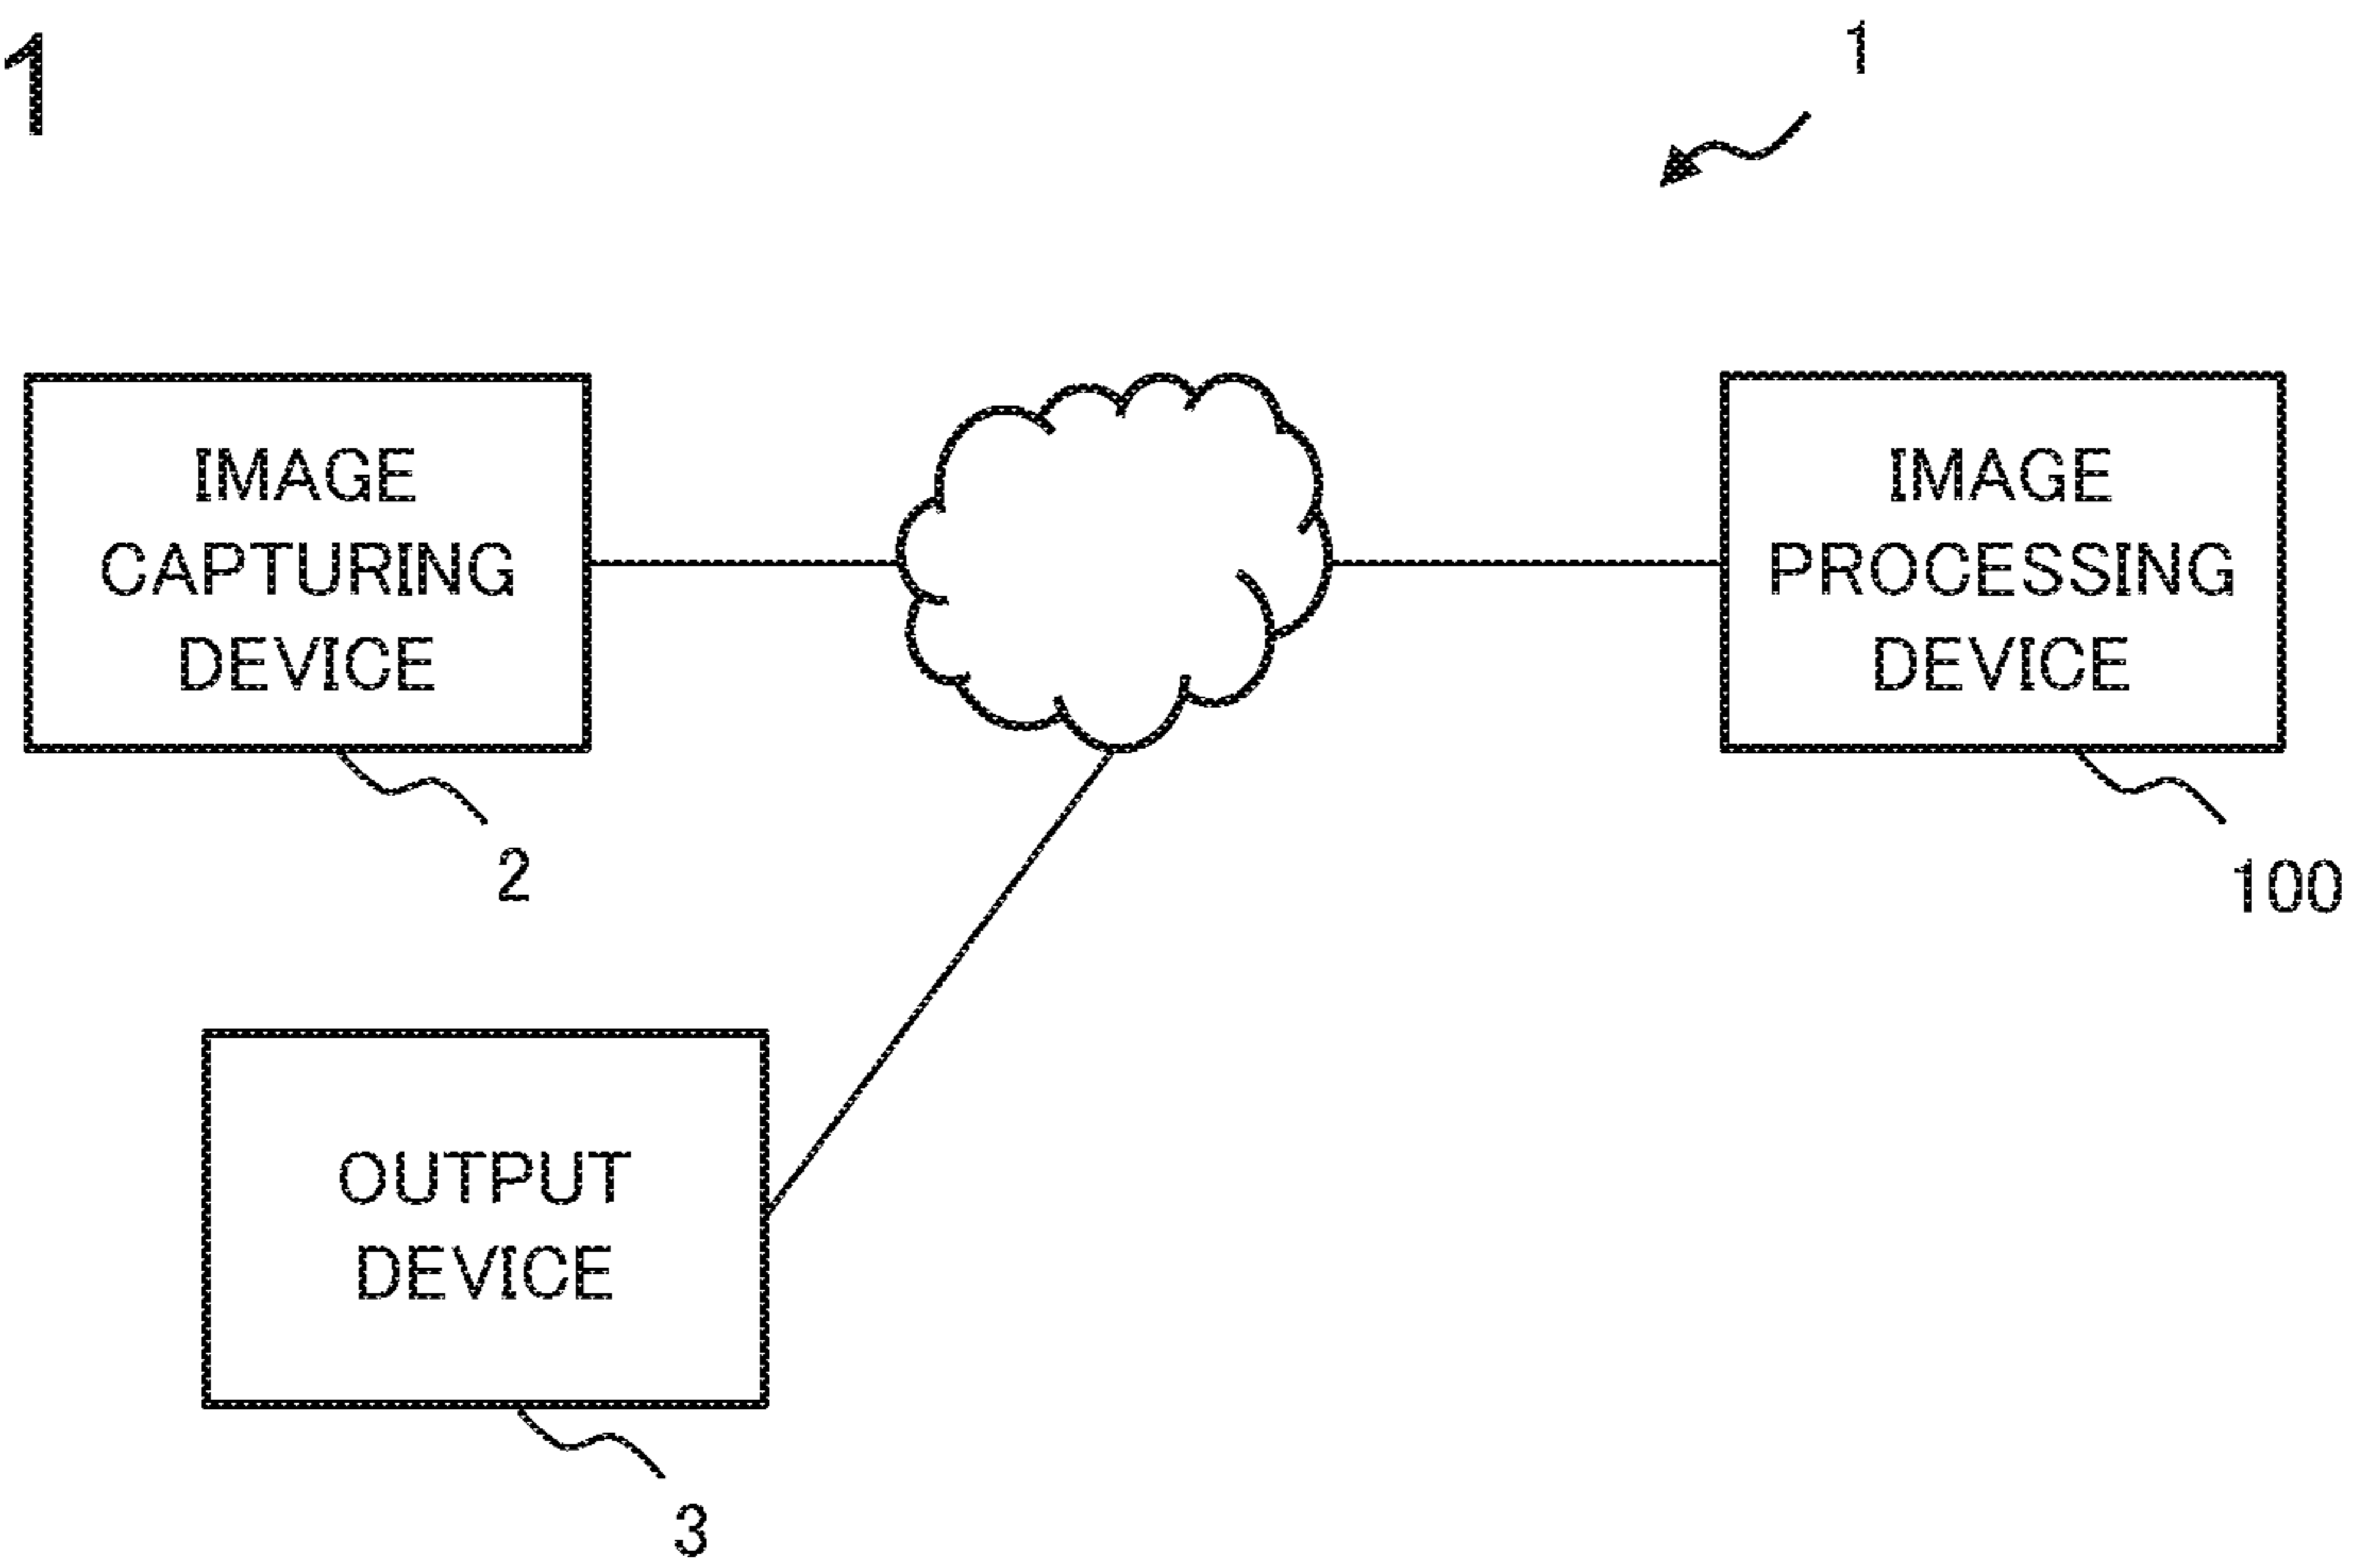 1
1
IMAGE
CAPTURING
DEVICE
2
IMAGE
PROCESSING
DEVICE
100
OUTPUT
DEVICE
3